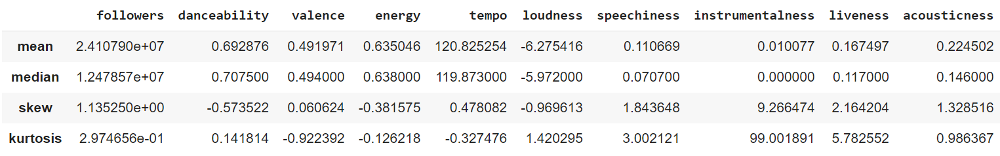 followers danceability valence energy tempo loudness speechiness instrumentalness liveness acousticness
mean 2.410790e+07 0.692876 0.491971 0.635046 120.825254 -6.275416 0.110669 0.010077 0.167497 0.224502
median 1.247857e+07 0.707500 0.494000 0.638000 119.873000 -5.972000 0.070700 0.000000 0.117000 0.146000
skew 1.135250e+00 -0.573522 0.060624 -0.381575 0.478082 -0.969613 1.843648 9.266474 2.164204 1.328516
kurtosis 2.974656e-01 0.141814 -0.922392 -0.126218 -0.327476 1.420295 3.002121 99.001891 5.782552 0.986367